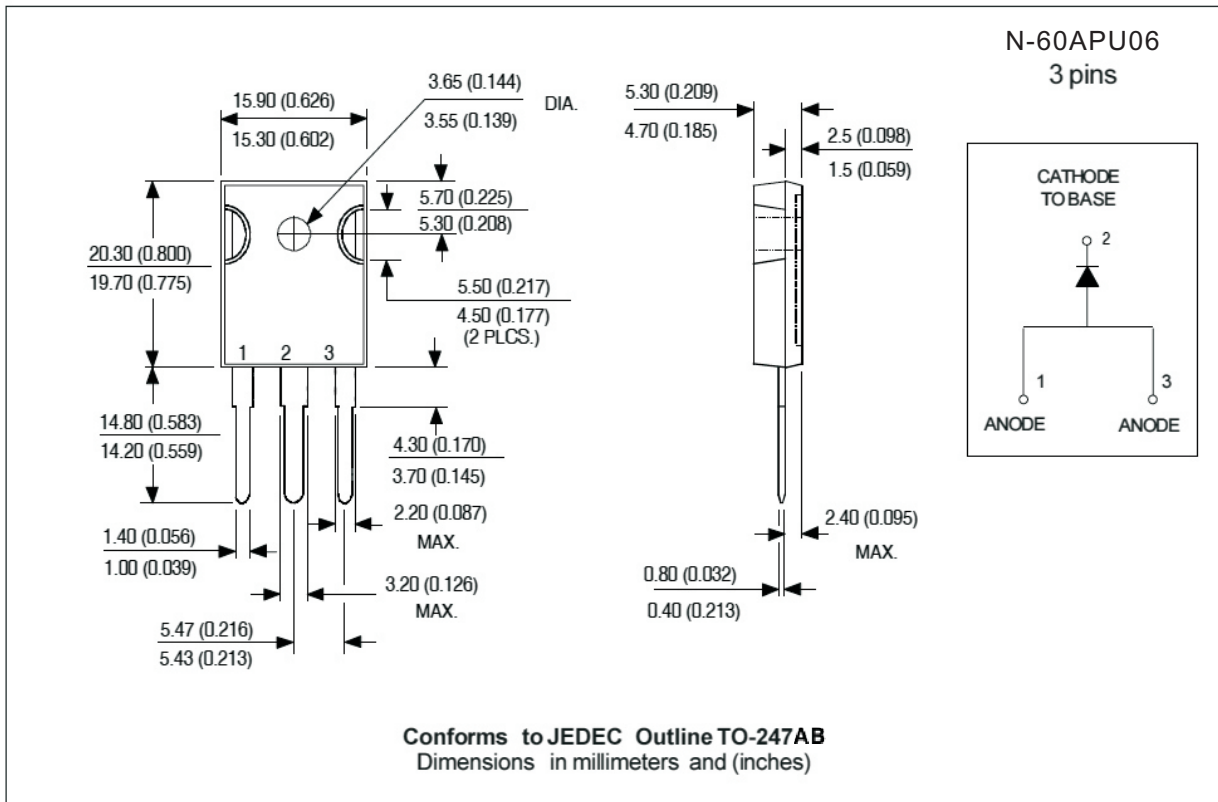 N-60APU06
3 pins
15.90 (0.626)
15.30 (0.602)
3.65 (0.144)
3.55 (0.139)
DIA.
5.30 (0.209)
4.70 (0.185)
2.5 (0.098)
1.5 (0.059)
5.70 (0.225)
5.30 (0.208)
20.30 (0.800)
19.70 (0.775)
5.50 (0.217)
4.50 (0.177)
(2 PLCS.)
1 2 3
14.80 (0.583)
14.20 (0.559)
4.30 (0.170)
3.70 (0.145)
2.20 (0.087)
MAX.
1.40 (0.056)
1.00 (0.039)
3.20 (0.126)
MAX.
5.47 (0.216)
5.43 (0.213)
2.40 (0.095)
MAX.
0.80 (0.032)
0.40 (0.213)
CATHODE
TO BASE
2
1 3
ANODE ANODE
Conforms to JEDEC Outline TO-247AB
Dimensions in millimeters and (inches)